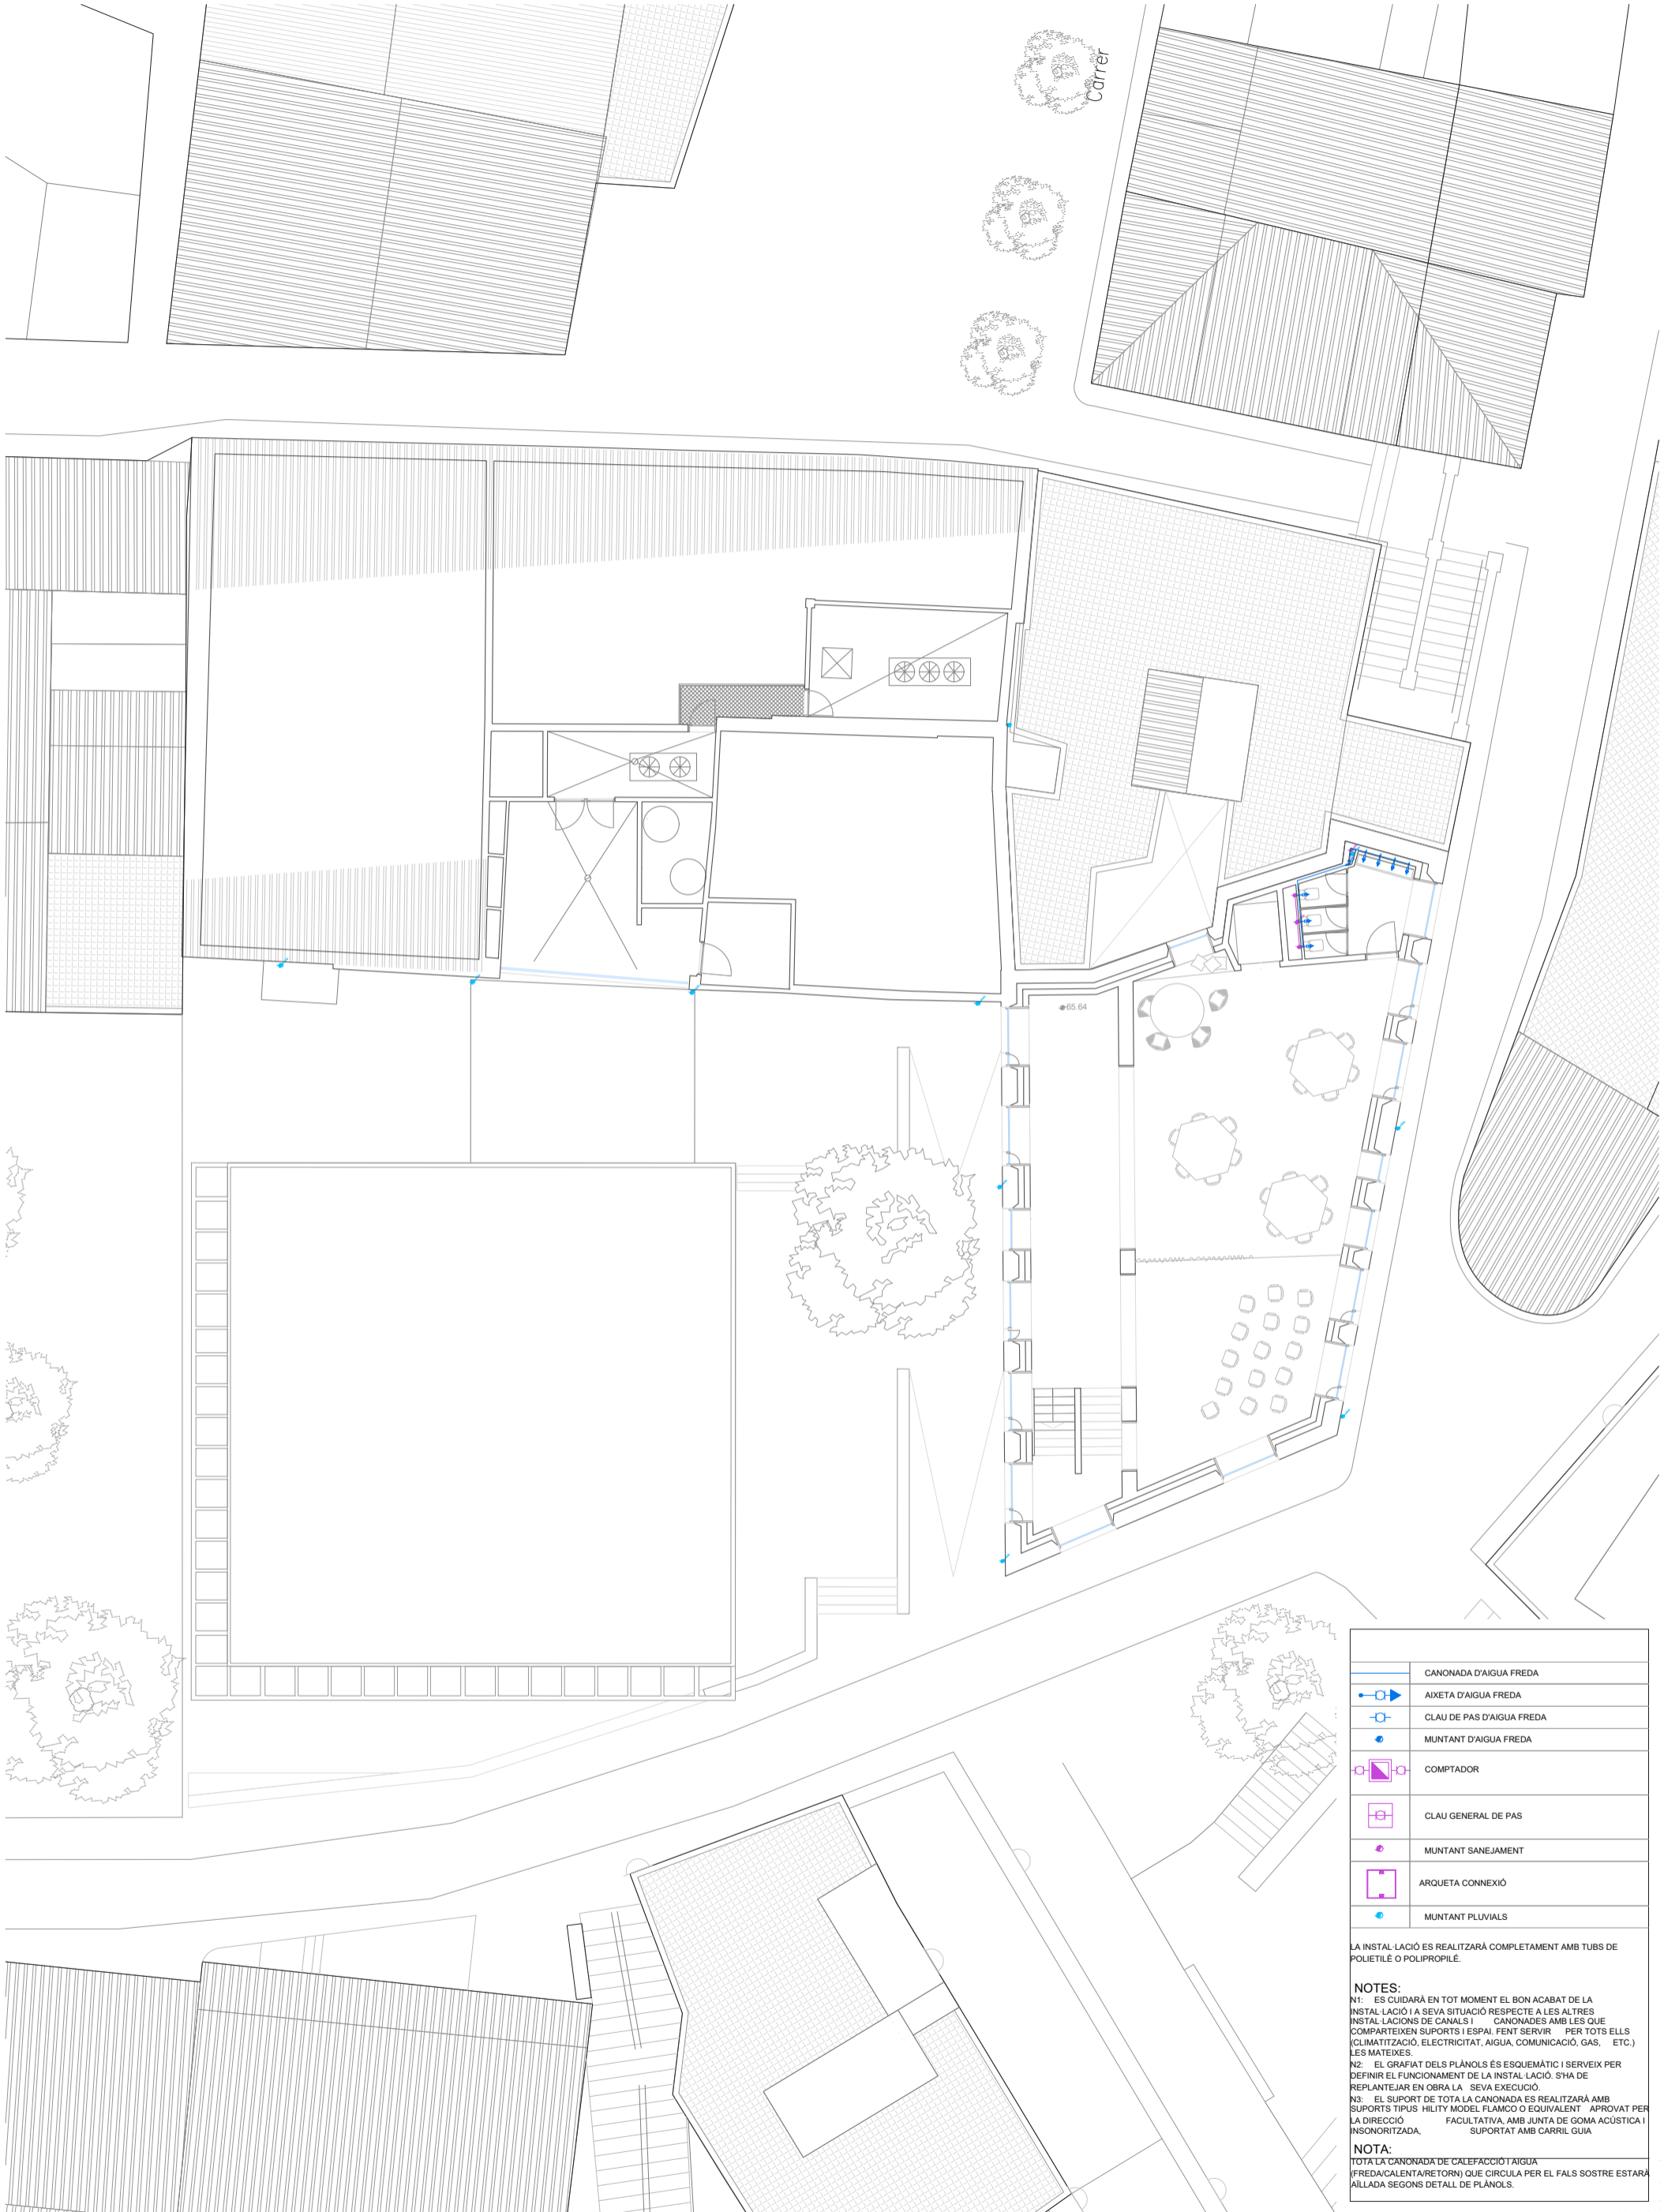 Carrer
65.64
CANONADA D'AIGUA FREDA
AIXETA D'AIGUA FREDA
CLAU DE PAS D'AIGUA FREDA
MUNTANT D'AIGUA FREDA
COMPTADOR
CLAU GENERAL DE PAS
MUNTANT SANEJAMENT
ARQUETA CONNEXIÓ
MUNTANT PLUVIALS
LA INSTAL·LACIÓ ES REALITZARÀ COMPLETAMENT AMB TUBS DE
POLIETILÈ O POLIPROPILÉ.
NOTES:
N1: ES CUIDARÀ EN TOT MOMENT EL BON ACABAT DE LA
INSTAL·LACIÓ I A SEVA SITUACIÓ RESPECTE A LES ALTRES
INSTAL·LACIONS DE CANALS I CANONADES AMB LES QUE
COMPARTEIXEN SUPORTS I ESPAI. FENT SERVIR PER TOTS ELLS
(CLIMATITZACIÓ, ELECTRICITAT, AIGUA, COMUNICACIÓ, GAS, ETC.)
LES MATEIXES.
N2: EL GRAFIAT DELS PLÀNOLS ÉS ESQUEMÀTIC I SERVEIX PER
DEFINIR EL FUNCIONAMENT DE LA INSTAL·LACIÓ. S'HA DE
REPLANTEJAR EN OBRA LA SEVA EXECUCIÓ.
N3: EL SUPORT DE TOTA LA CANONADA ES REALITZARÀ AMB
SUPORTS TIPUS HILITY MODEL FLAMCO O EQUIVALENT APROVAT PER
LA DIRECCIÓ FACULTATIVA, AMB JUNTA DE GOMA ACÚSTICA I
INSONORITZADA, SUPORTAT AMB CARRIL GUIA
NOTA:
TOTA LA CANONADA DE CALEFACCIÓ I AIGUA
(FREDA/CALENTA/RETORN) QUE CIRCULA PER EL FALS SOSTRE ESTARÀ
AÏLLADA SEGONS DETALL DE PLÀNOLS.